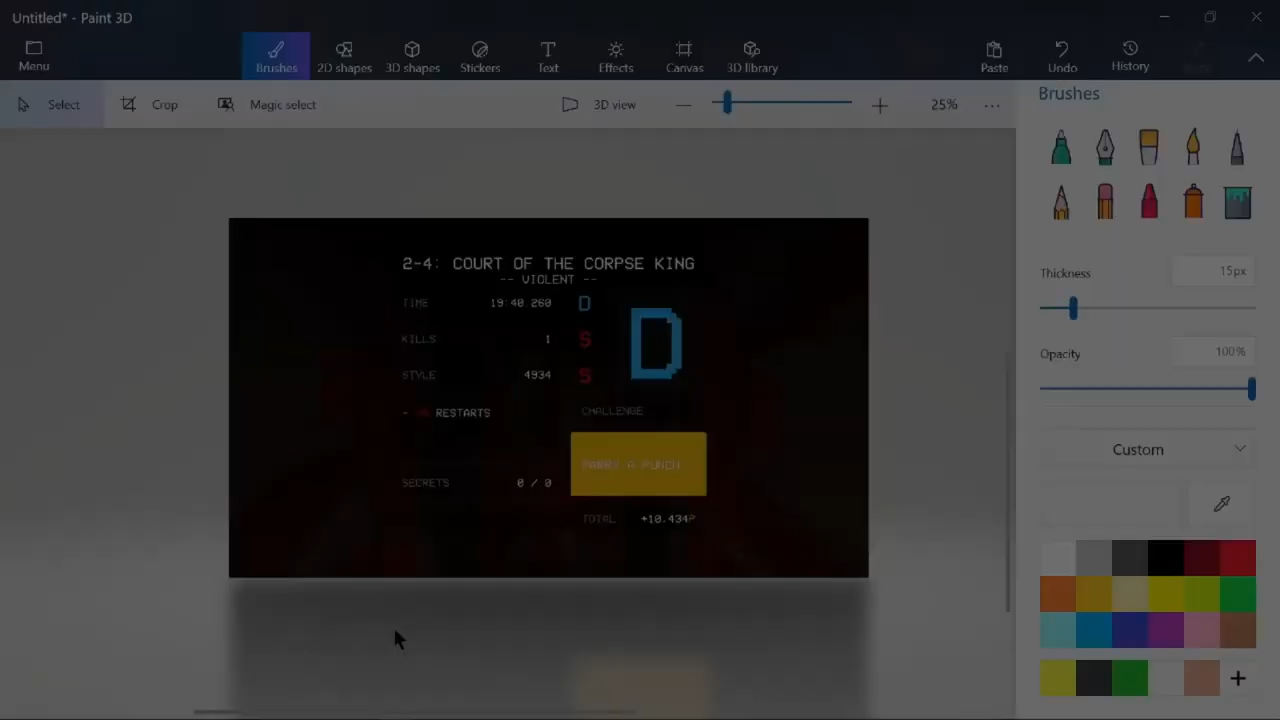 Untitled* - Paint 3D
Menu
Brushes
2D shapes
3D shapes
Stickers
Text
Effects
Canvas
3D library
Paste
Undo
History
Select
Crop
Magic select
3D view
25%
Brushes
2-4: COURT OF THE CORPSE KING
-- VIOLENT --
TIME 19:40.260 D
KILLS 1 S
STYLE 4934 S
D
- RESTARTS
CHALLENGE
PARRY A PUNCH
SECRETS 0 / 0
TOTAL +10,434P
Thickness
15px
Opacity
100%
Custom